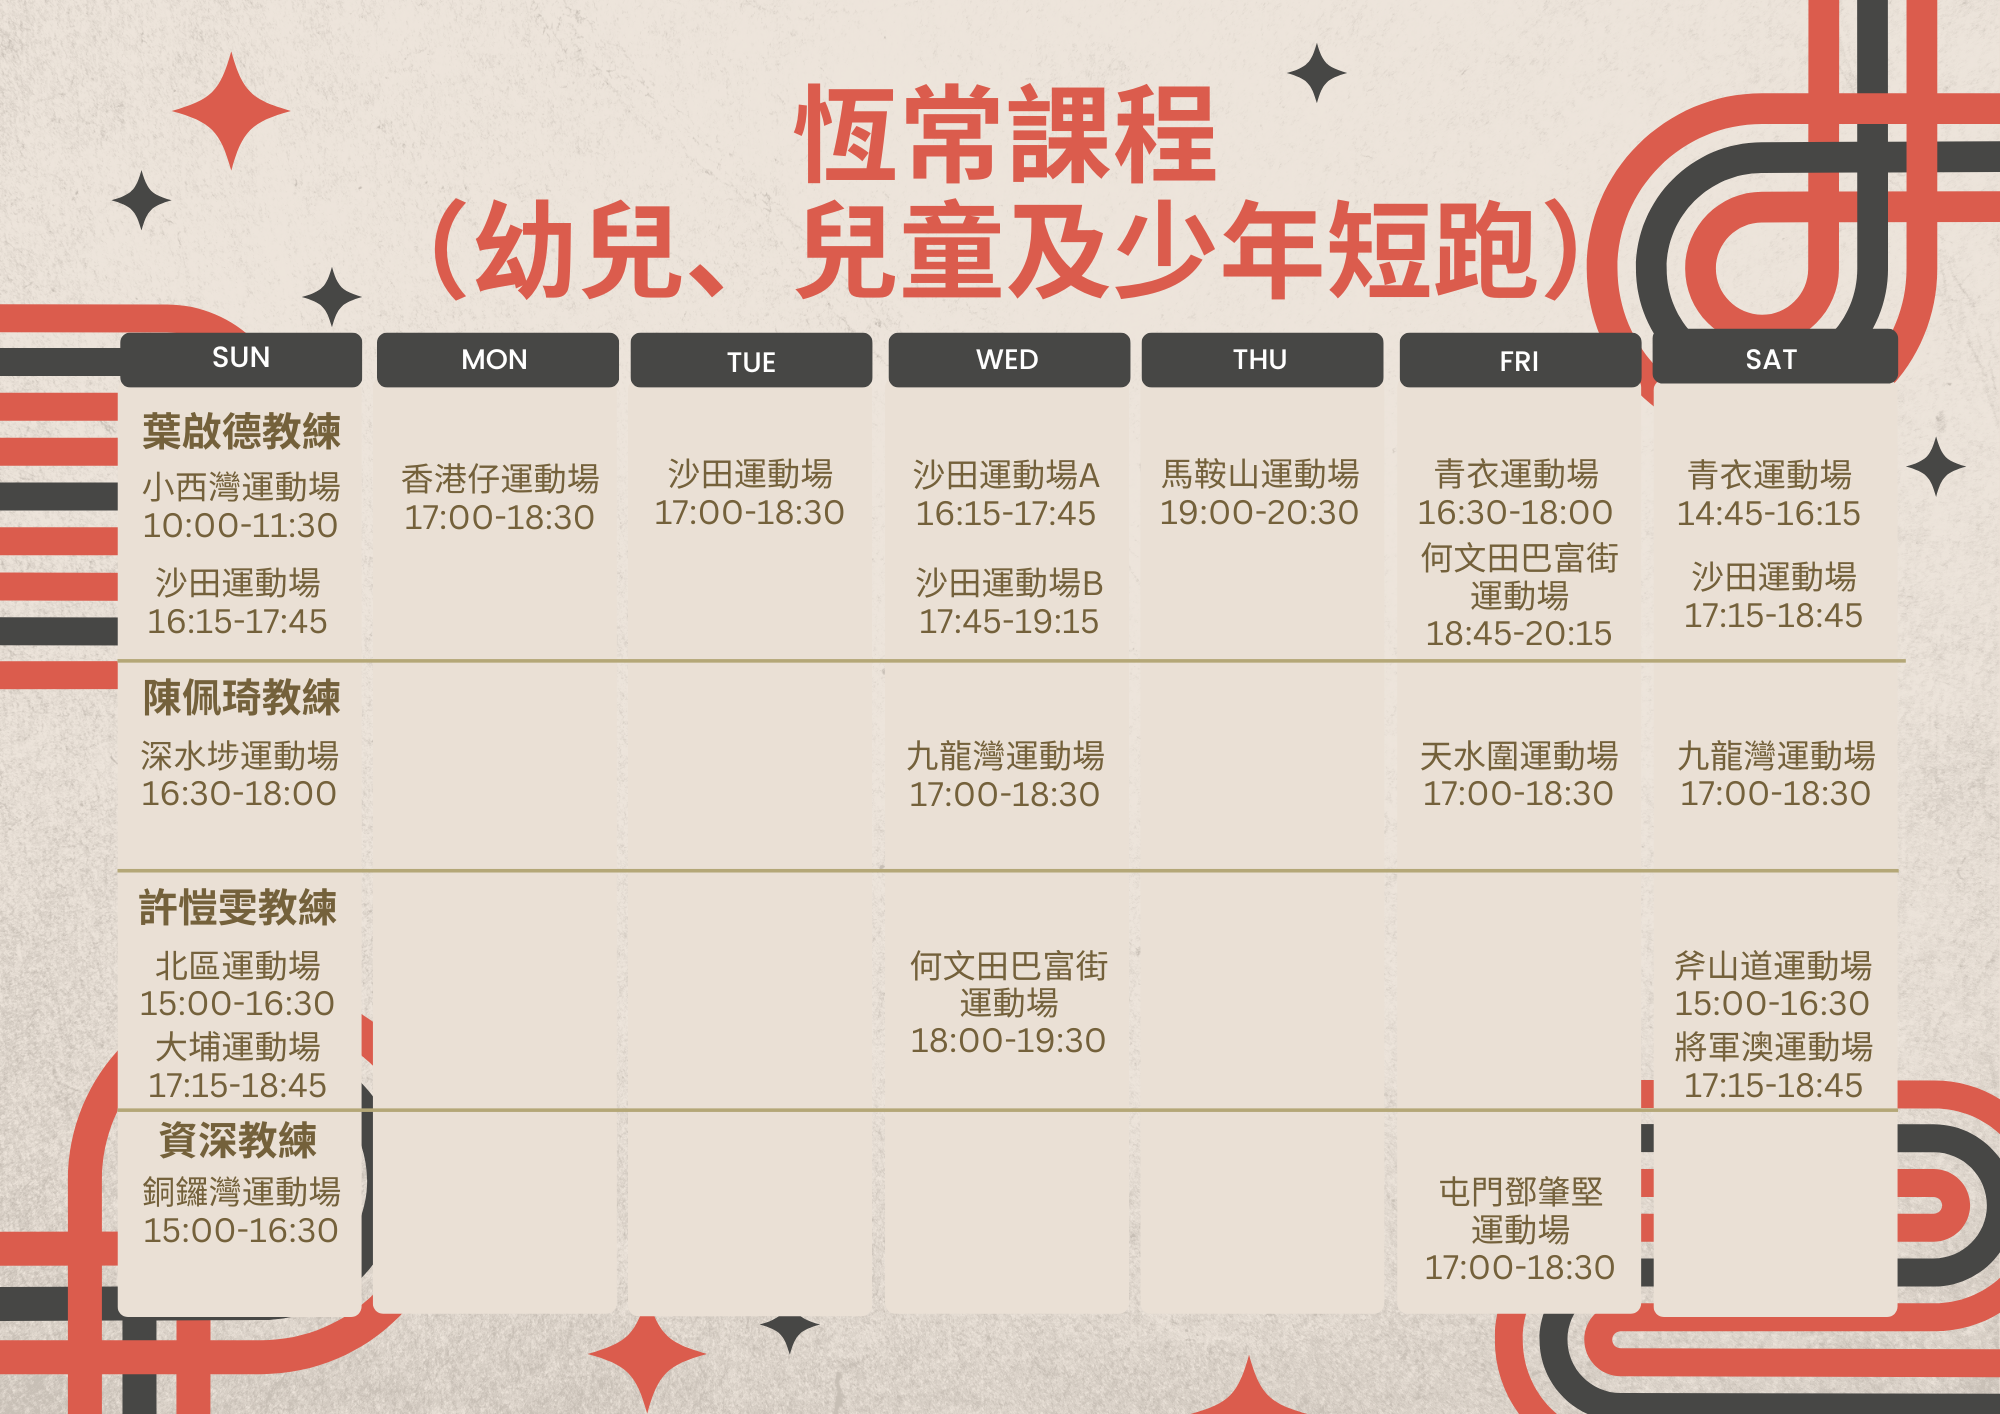 恆常課程
（幼兒、兒童及少年短跑）
SUN
MON
TUE
WED
THU
FRI
SAT
葉啟德教練
小西灣運動場
10:00-11:30
沙田運動場
16:15-17:45
香港仔運動場
17:00-18:30
沙田運動場
17:00-18:30
沙田運動場A
16:15-17:45
沙田運動場B
17:45-19:15
馬鞍山運動場
19:00-20:30
青衣運動場
16:30-18:00
何文田巴富街
運動場
18:45-20:15
青衣運動場
14:45-16:15
沙田運動場
17:15-18:45
陳佩琦教練
深水埗運動場
16:30-18:00
九龍灣運動場
17:00-18:30
天水圍運動場
17:00-18:30
九龍灣運動場
17:00-18:30
許愷雯教練
北區運動場
15:00-16:30
大埔運動場
17:15-18:45
何文田巴富街
運動場
18:00-19:30
斧山道運動場
15:00-16:30
將軍澳運動場
17:15-18:45
資深教練
銅鑼灣運動場
15:00-16:30
屯門鄧肇堅
運動場
17:00-18:30